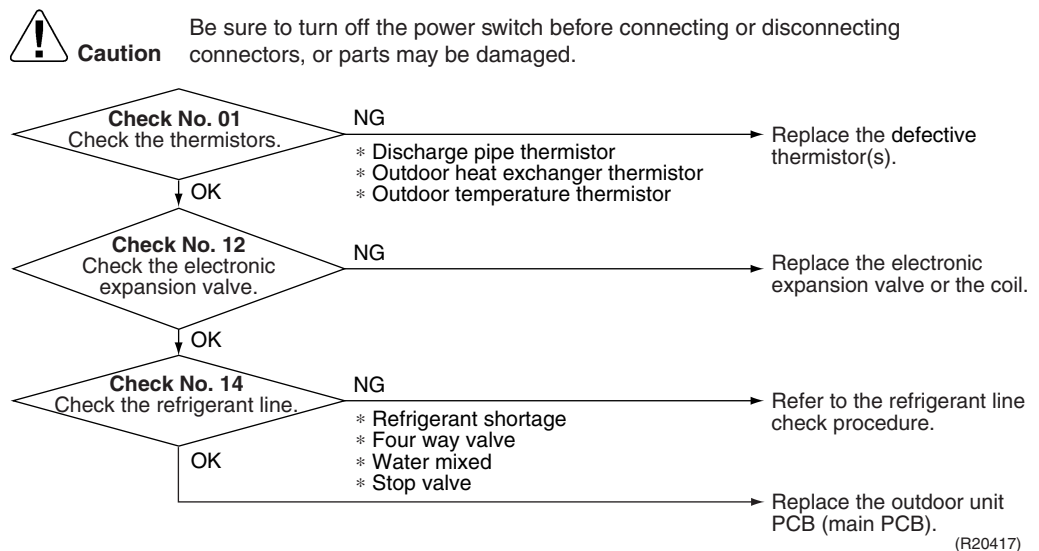 Be sure to turn off the power switch before connecting or disconnecting
Caution connectors, or parts may be damaged.
Check No. 01
Check the thermistors.
NG
∗ Discharge pipe thermistor
∗ Outdoor heat exchanger thermistor
∗ Outdoor temperature thermistor
Replace the defective
thermistor(s).
OK
Check No. 12
Check the electronic
expansion valve.
NG
Replace the electronic
expansion valve or the coil.
OK
Check No. 14
Check the refrigerant line.
NG
∗ Refrigerant shortage
∗ Four way valve
∗ Water mixed
∗ Stop valve
Refer to the refrigerant line
check procedure.
OK
Replace the outdoor unit
PCB (main PCB).
(R20417)